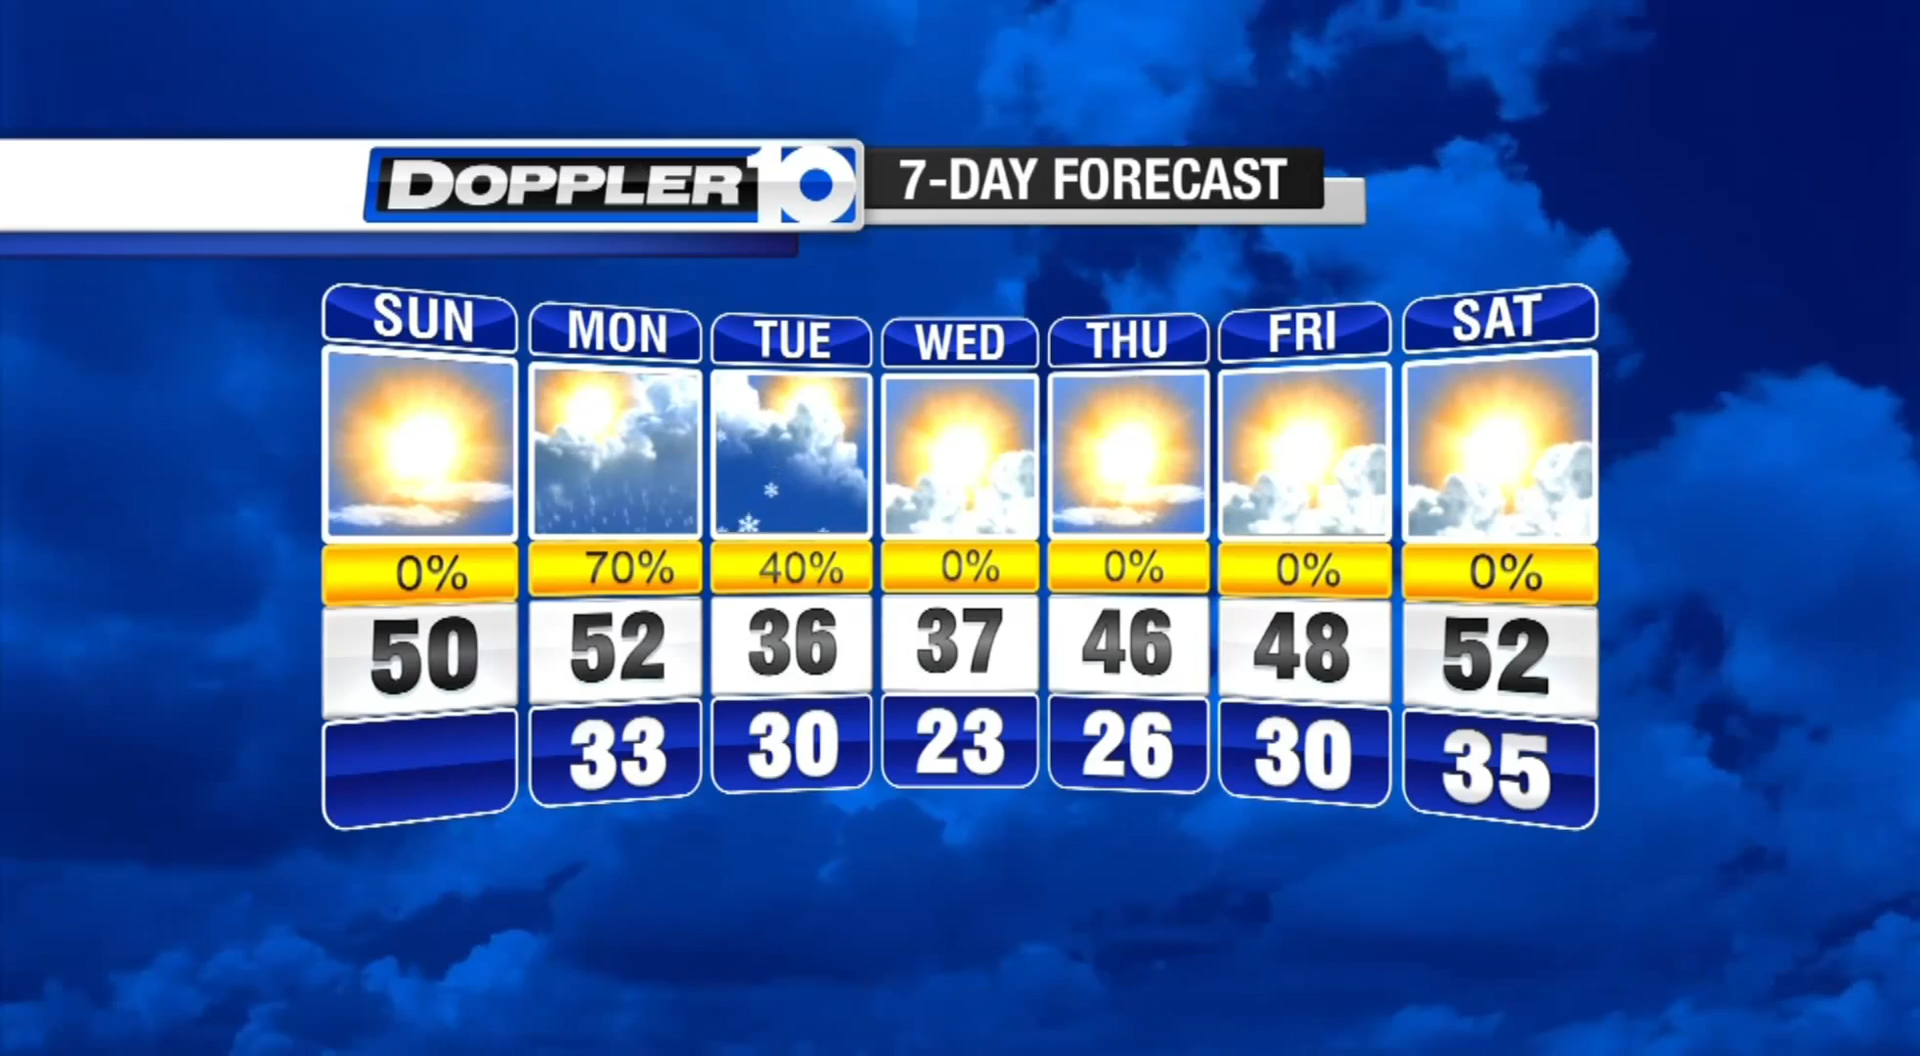 DOPPLER 10 7-DAY FORECAST
SUN MON TUE WED THU FRI SAT
0% 70% 40% 0% 0% 0% 0%
50 52 36 37 46 48 52
33 30 23 26 30 35